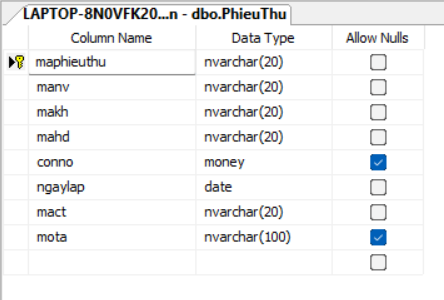 LAPTOP-8N0VFK20...n - dbo.PhieuThu
Column Name Data Type Allow Nulls
maphieuthu nvarchar(20)
manv nvarchar(20)
makh nvarchar(20)
mahd nvarchar(20)
conno money
ngaylap date
mact nvarchar(20)
mota nvarchar(100)